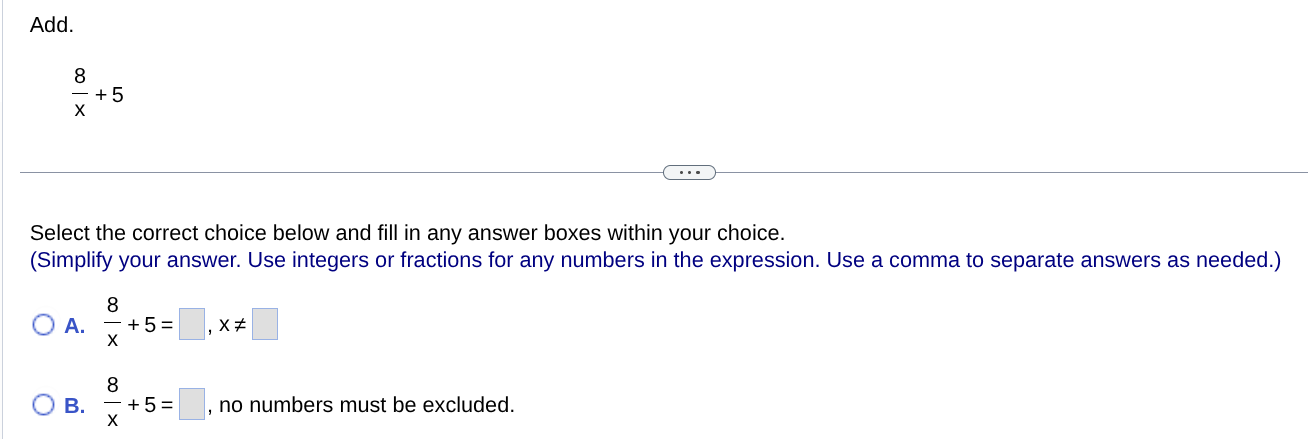 Add.
8/x + 5
Select the correct choice below and fill in any answer boxes within your choice.
(Simplify your answer. Use integers or fractions for any numbers in the expression. Use a comma to separate answers as needed.)
A. 8/x + 5 = , x ≠
B. 8/x + 5 = , no numbers must be excluded.